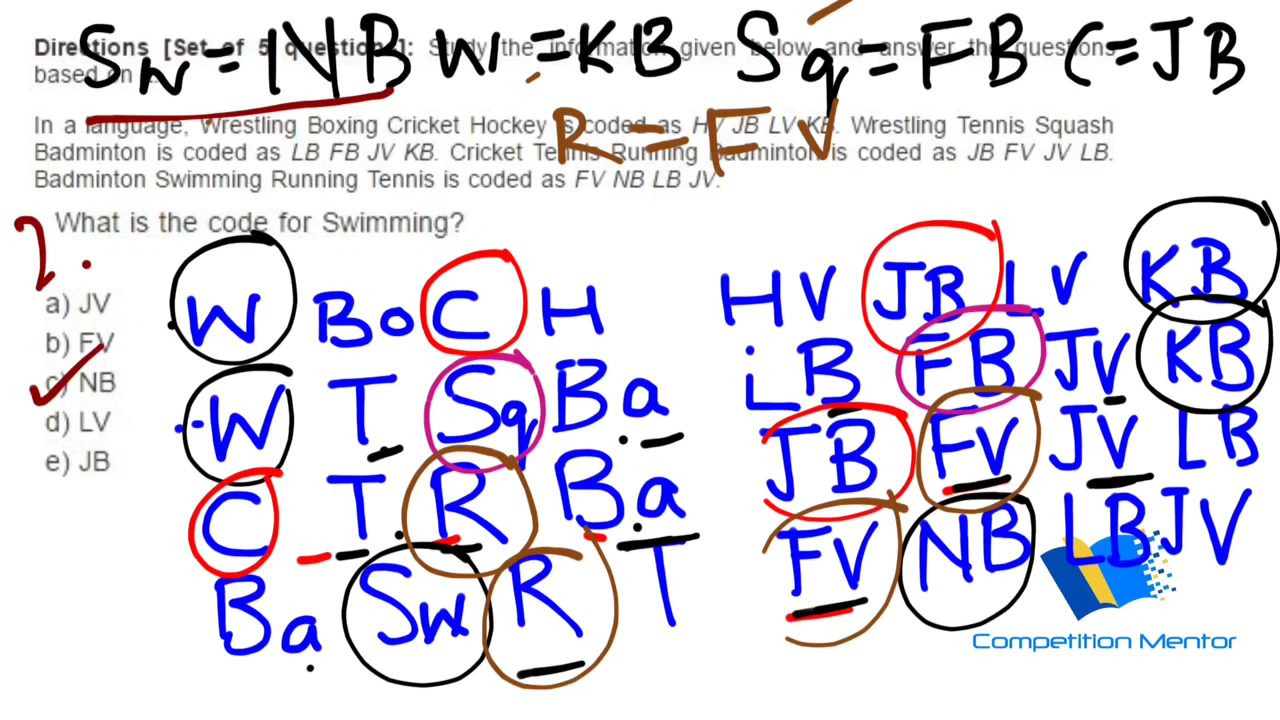 Sw = NB W = KB Sq = FB C = JB
Directions [Set of 5 questions]: Study the information given below and answer the questions
based on
R = FV
In a language, Wrestling Boxing Cricket Hockey is coded as HV JB LV KB. Wrestling Tennis Squash
Badminton is coded as LB FB JV KB. Cricket Tennis Running Badminton is coded as JB FV JV LB.
Badminton Swimming Running Tennis is coded as FV NB LB JV.
What is the code for Swimming?
a) JV
b) FV
c) NB
d) LV
e) JB
W Bo C H HV JB LV KB
W T Sq Ba LB FB JV KB
C T R Ba JB FV JV LB
Ba Sw R T FV NB LB JV
Competition Mentor